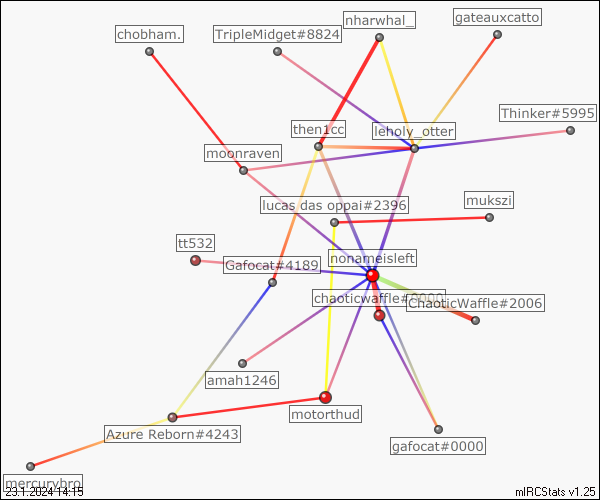 nharwhal_
gateauxcatto
chobham.
TripleMidget#8824
Thinker#5995
then1cc
leholy_otter
moonraven
mukszi
lucas das oppai#2396
tt532
nonameisleft
Gafocat#4189
chaoticwaffle#0000
ChaoticWaffle#2006
amah1246
motorthud
Azure Reborn#4243
gafocat#0000
mercurybro
23.1.2024 14:15
mIRCStats v1.25